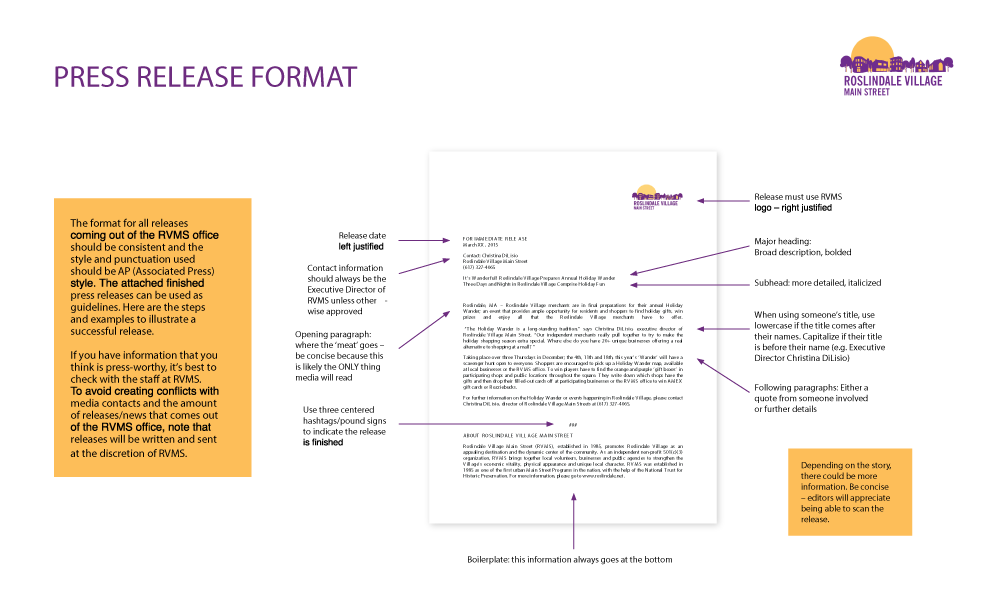 PRESS RELEASE FORMAT
ROSLINDALE VILLAGE
MAIN STREET
The format for all releases
coming out of the RVMS office
should be consistent and the
style and punctuation used
should be AP (Associated Press)
style. The attached finished
press releases can be used as
guidelines. Here are the steps
and examples to illustrate a
successful release.
If you have information that you
think is press-worthy, it's best to
check with the staff at RVMS.
To avoid creating conflicts with
media contacts and the amount
of releases/news that comes out
of the RVMS office, note that
releases will be written and sent
at the discretion of RVMS.
Release date
left justified
Contact information
should always be the
Executive Director of
RVMS unless other -
wise approved
Opening paragraph:
where the 'meat' goes –
be concise because this
is likely the ONLY thing
media will read
Use three centered
hashtags/pound signs
to indicate the release
is finished
ROSLINDALE VILLAGE
MAIN STREET
FOR IMMEDIATE RELEASE
March XX, 2015
Contact: Christina DiLisio
Roslindale Village Main Street
(617) 327-4065
It's Wanderful! Roslindale Village Prepares Annual Holiday Wander
Three Days and Nights in Roslindale Village Comprise Holiday Fun
Roslindale, MA – Roslindale Village merchants are in final preparations for their annual Holiday
Wander; an event that provides ample opportunity for residents and shoppers to find holiday gifts, win
prizes and enjoy all that the Roslindale Village merchants have to offer.
"The Holiday Wander is a long-standing tradition," says Christina DiLisio, executive director of
Roslindale Village Main Street. "Our independent merchants really pull together to try to make the
holiday shopping season extra special. Where else do you have 20+ unique businesses offering a real
alternative to shopping at a mall?"
Taking place over three Thursdays in December; the 4th, 11th and 18th, this year's 'Wander' will have a
scavenger hunt open to everyone. Shoppers are encouraged to pick up a Holiday Wander map available
at local businesses or the RVMS office. To win players have to find the orange and purple 'gift boxes' in
participating shops and public locations throughout the square. They write down which shops have the
gifts and then drop their filled-out cards off at participating businesses or the RVMS office to win AMEX
gift cards or Roziebucks.
For further information on the Holiday Wander or events happening in Roslindale Village, please contact
Christina DiLisio, director of Roslindale Village Main Streets at (617) 327-4065.
###
ABOUT ROSLINDALE VILLAGE MAIN STREET
Roslindale Village Main Street (RVMS), established in 1985, promotes Roslindale Village as an
appealing destination and the dynamic center of the community. As an independent non-profit 501(c)(3)
organization, RVMS brings together local volunteers, businesses and public agencies to strengthen the
Village's economic vitality, physical appearance and unique local character. RVMS was established in
1985 as one of the first urban Main Street Programs in the nation, with the help of the National Trust for
Historic Preservation. For more information, please go to www.roslindale.net.
Release must use RVMS
logo – right justified
Major heading:
Broad description, bolded
Subhead: more detailed, italicized
When using someone's title, use
lowercase if the title comes after
their names. Capitalize if their title
is before their name (e.g. Executive
Director Christina DiLisio)
Following paragraphs: Either a
quote from someone involved
or further details
Depending on the story,
there could be more
information. Be concise
– editors will appreciate
being able to scan the
release.
Boilerplate: this information always goes at the bottom